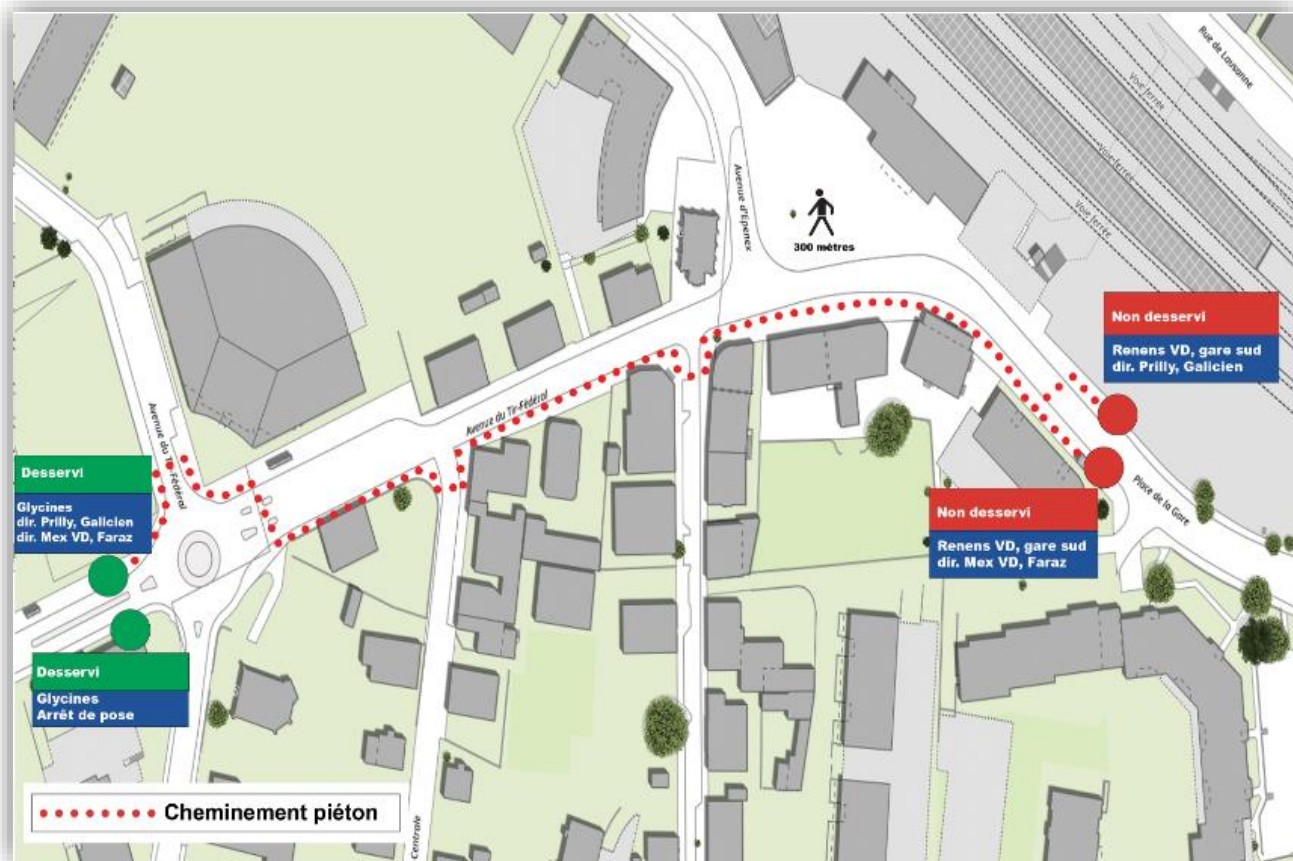 Rue de Lausanne
Voie ferrée
Voie ferrée
Voie ferrée
Avenue d'Epenex
300 mètres
Non desservi
Renens VD, gare sud
dir. Prilly, Galicien
Avenue du Tir-Fédéral
Avenue du Tir-Fédéral
Desservi
Glycines
dir. Prilly, Galicien
dir. Mex VD, Faraz
Place de la Gare
Non desservi
Renens VD, gare sud
dir. Mex VD, Faraz
Desservi
Glycines
Arrêt de pose
Cheminement piéton
Centrale